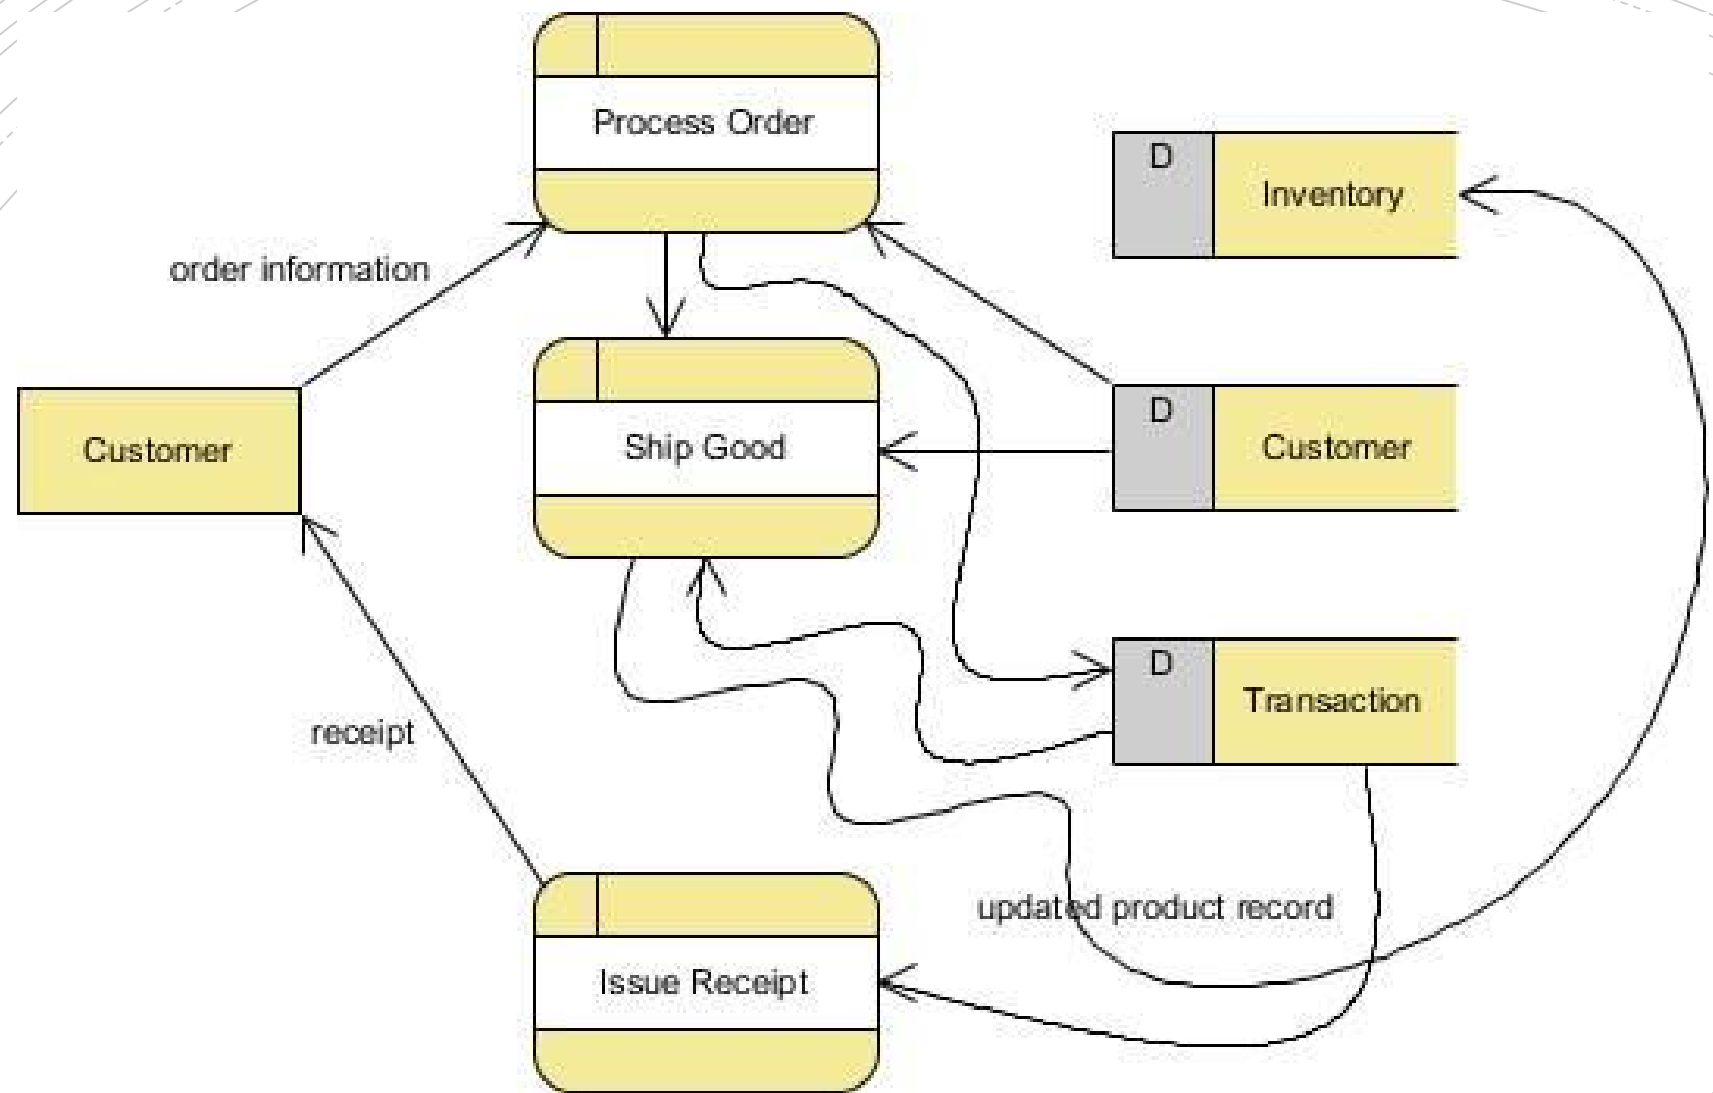 Process Order
D
Inventory
order information
D
Customer
Ship Good
Customer
D
Transaction
receipt
updated product record
Issue Receipt